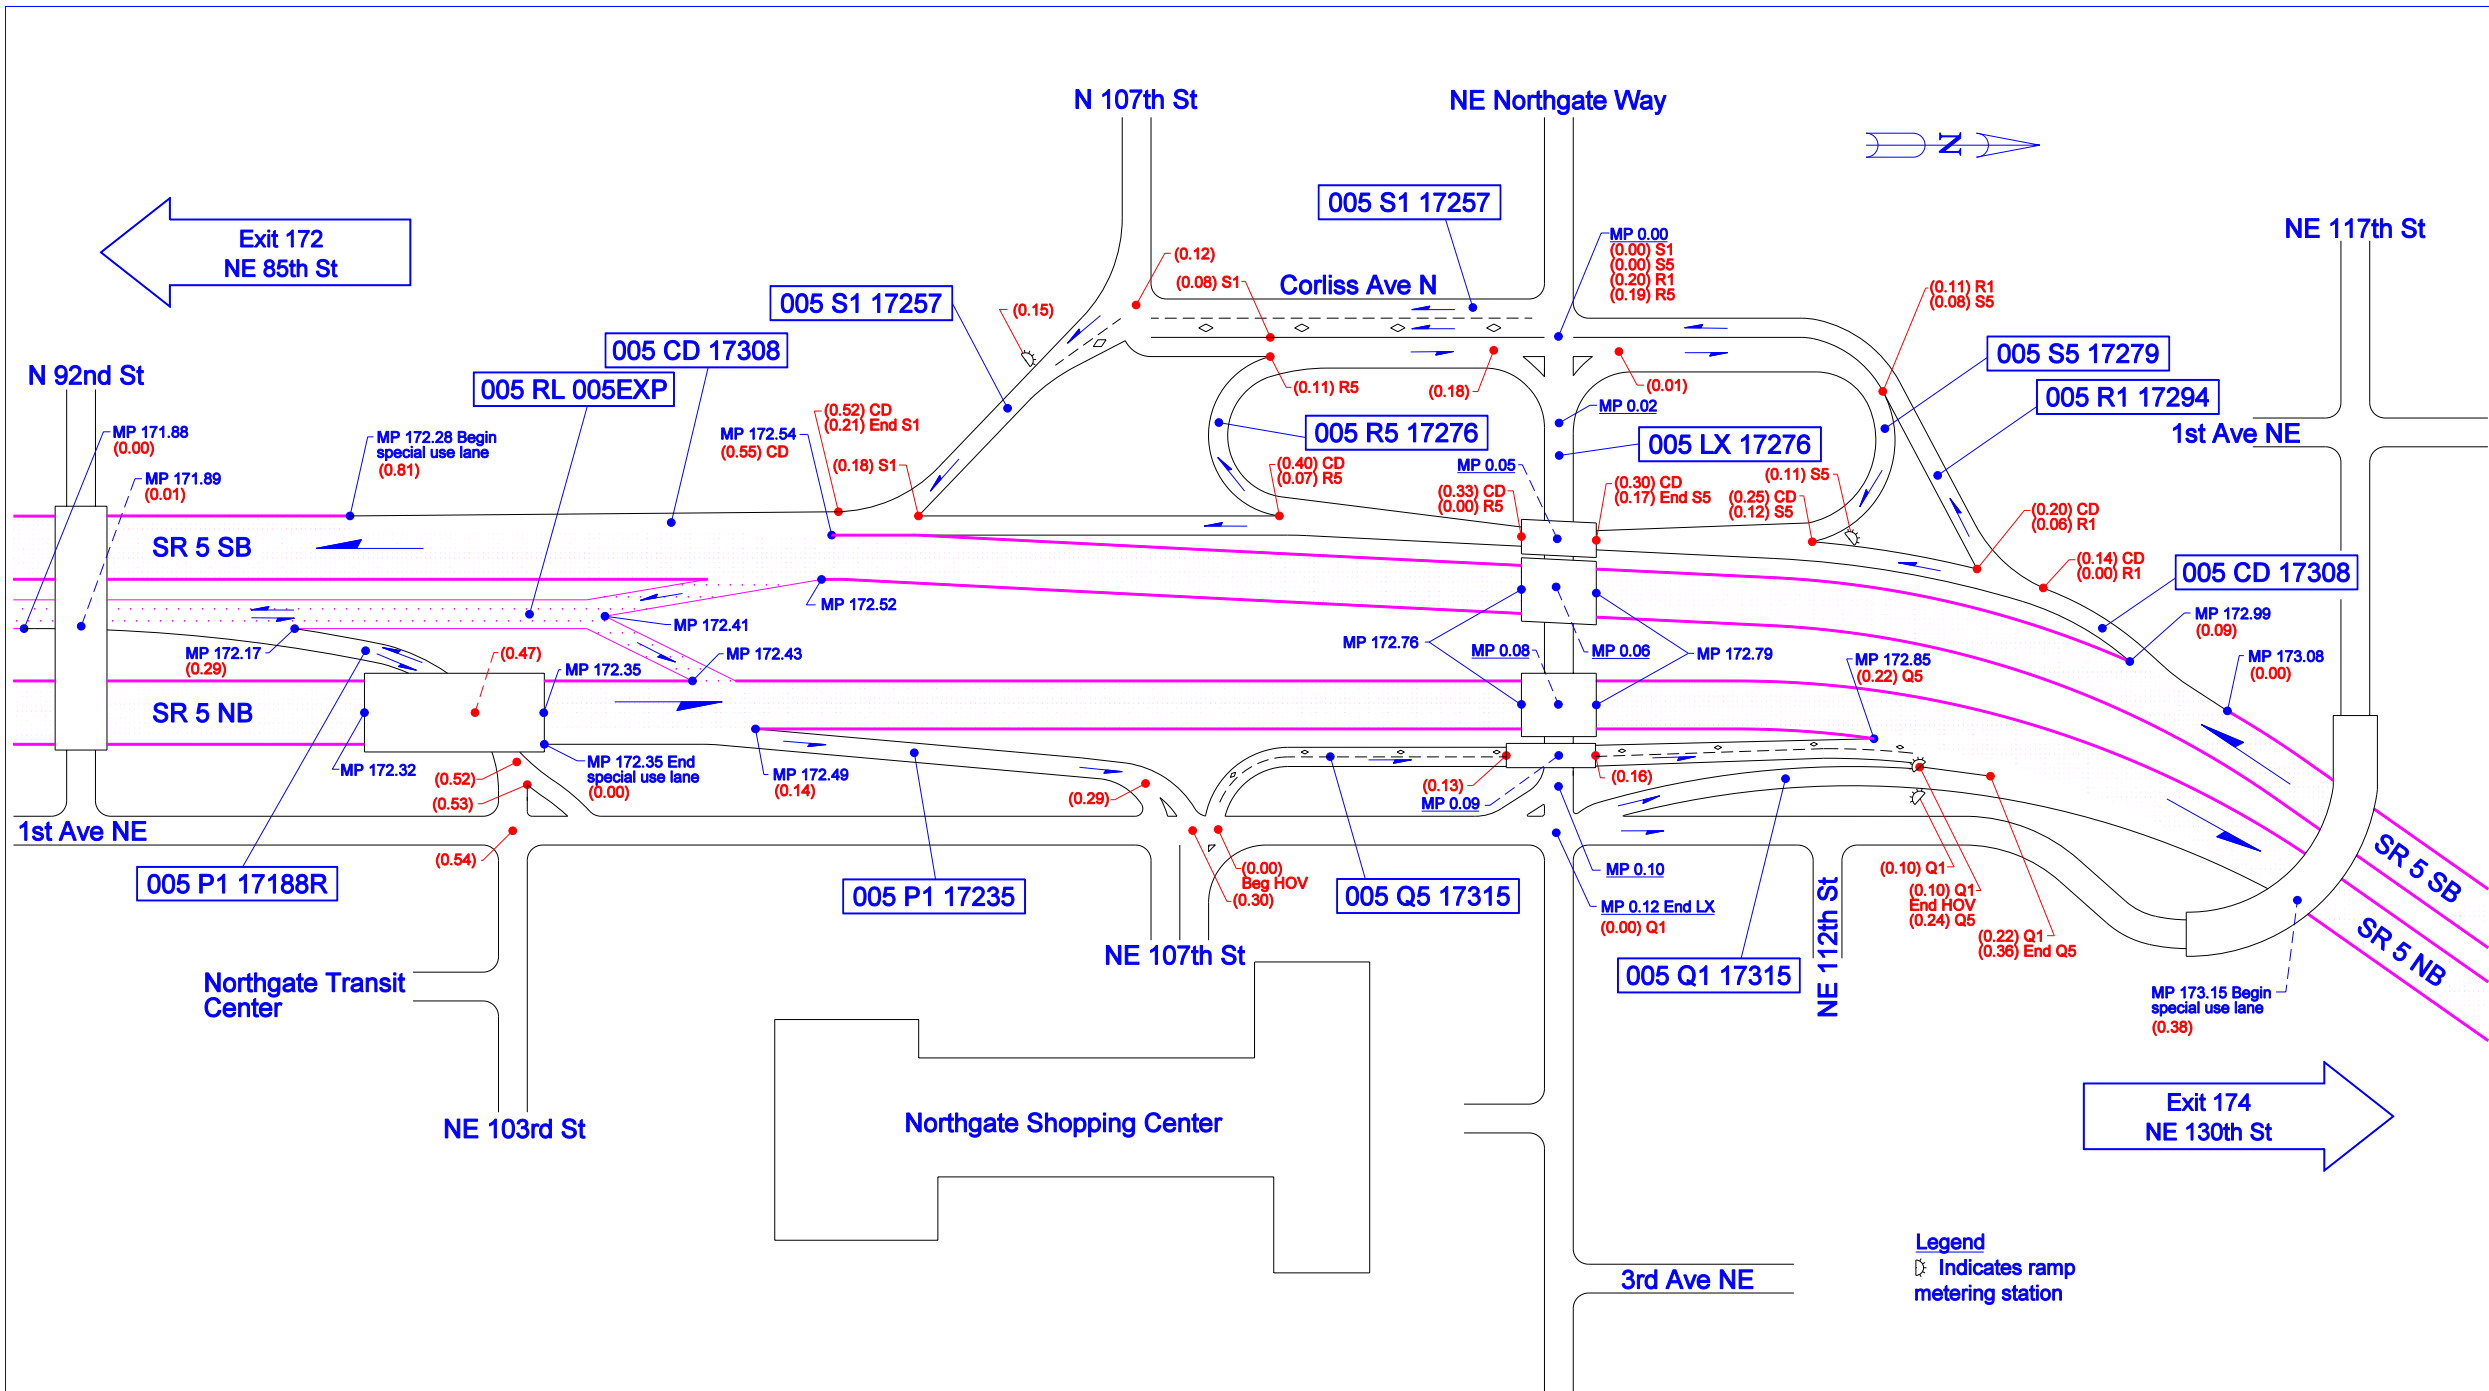 N 107th St
NE Northgate Way
N
005 S1 17257
NE 117th St
Exit 172
NE 85th St
MP 0.00
(0.00) S1
(0.00) S5
(0.20) R1
(0.19) R5
(0.12)
(0.08) S1
Corliss Ave N
005 S1 17257
(0.15)
(0.11) R1
(0.08) S5
005 CD 17308
005 S5 17279
N 92nd St
005 RL 005EXP
(0.11) R5
(0.18)
(0.01)
005 R1 17294
MP 0.02
(0.52) CD
(0.21) End S1
MP 171.88
(0.00)
MP 172.28 Begin
special use lane
(0.81)
MP 172.54
(0.55) CD
005 R5 17276
005 LX 17276
1st Ave NE
(0.18) S1
(0.40) CD
(0.07) R5
MP 0.05
(0.11) S5
MP 171.89
(0.01)
(0.33) CD
(0.00) R5
(0.30) CD
(0.17) End S5
(0.25) CD
(0.12) S5
(0.20) CD
(0.06) R1
SR 5 SB
(0.14) CD
(0.00) R1
005 CD 17308
MP 172.52
MP 172.41
MP 172.99
(0.09)
MP 172.17
(0.29)
(0.47)
MP 172.43
MP 172.76
MP 0.08
MP 0.06
MP 172.79
MP 172.35
MP 172.85
(0.22) Q5
MP 173.08
(0.00)
SR 5 NB
MP 172.32
(0.52)
MP 172.35 End
special use lane
(0.00)
MP 172.49
(0.14)
(0.53)
(0.29)
(0.13)
MP 0.09
(0.16)
1st Ave NE
(0.54)
005 P1 17188R
005 P1 17235
(0.00)
Beg HOV
(0.30)
005 Q5 17315
MP 0.10
MP 0.12 End LX
(0.00) Q1
(0.10) Q1
(0.10) Q1
End HOV
(0.24) Q5
SR 5 SB
SR 5 NB
(0.22) Q1
(0.36) End Q5
NE 107th St
NE 112th St
005 Q1 17315
Northgate Transit
Center
MP 173.15 Begin
special use lane
(0.38)
NE 103rd St
Northgate Shopping Center
Exit 174
NE 130th St
Legend
Indicates ramp
metering station
3rd Ave NE